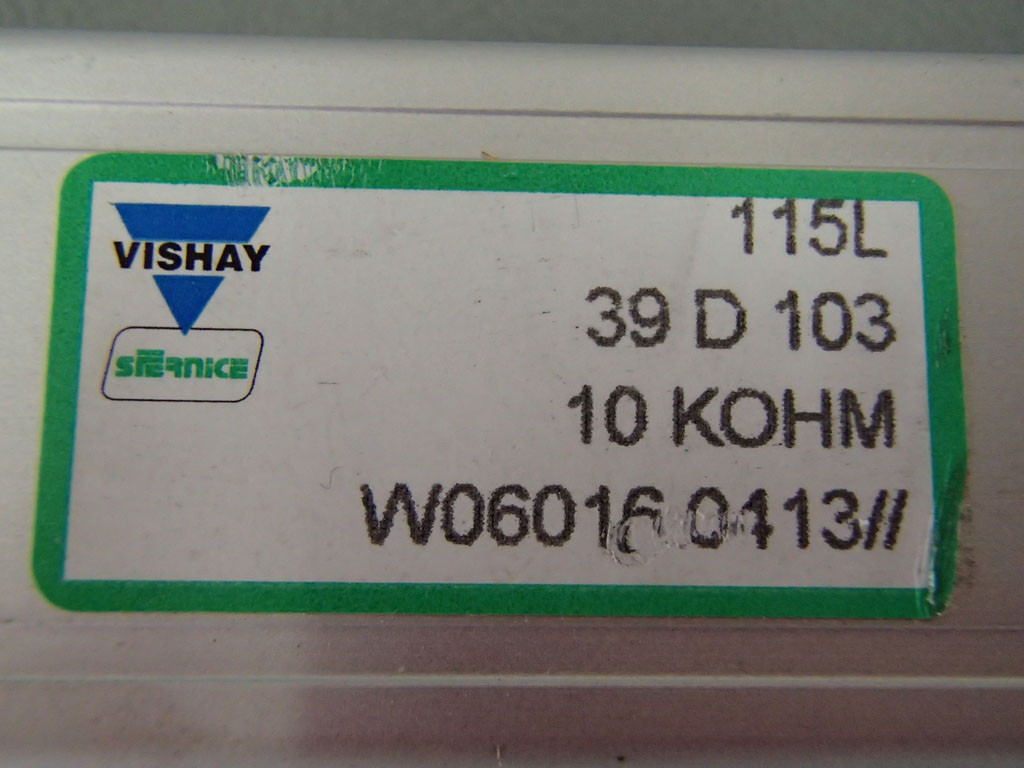 VISHAY
SFERNICE
115L
39 D 103
10 KOHM
W06016 0413//